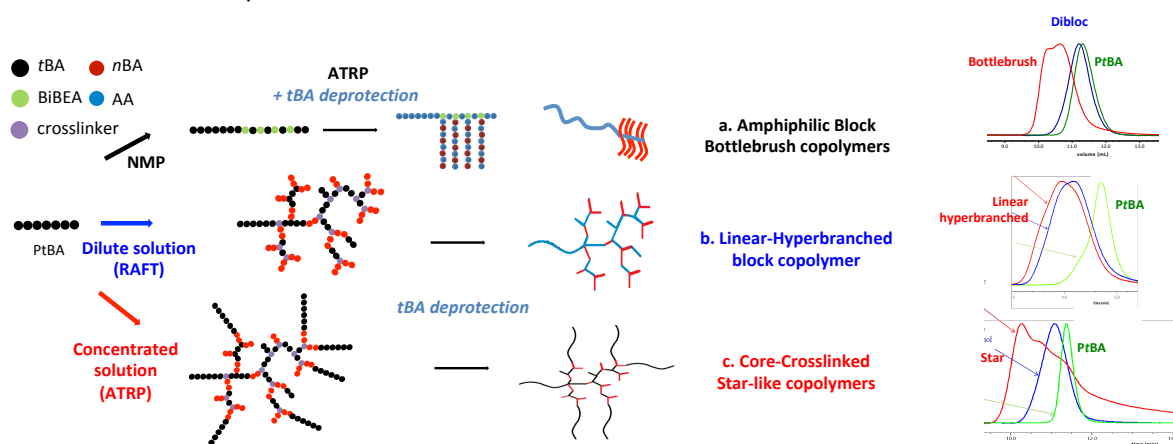 tBA
nBA
BiBEA
AA
crosslinker
NMP
ATRP
+ tBA deprotection
a. Amphiphilic Block
Bottlebrush copolymers
Dibloc
Bottlebrush
PtBA
9.0 10.0 11.0 12.0 13.0
volume (mL)
PtBA
Dilute solution
(RAFT)
b. Linear-Hyperbranched
block copolymer
Linear
hyperbranched
PtBA
time (min)
tBA deprotection
Concentrated
solution
(ATRP)
c. Core-Crosslinked
Star-like copolymers
Star
PtBA
10.0 12.0